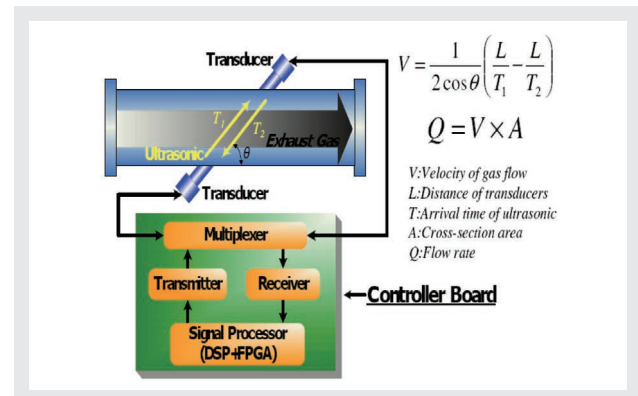 Transducer
T1
T2
Exhaust Gas
Ultrasonic
θ
Transducer
V = 1/(2cosθ) (L/T1 − L/T2)
Q = V × A
V:Velocity of gas flow
L:Distance of transducers
T:Arrival time of ultrasonic
A:Cross-section area
Q:Flow rate
Multiplexer
Transmitter
Receiver
Signal Processor
(DSP+FPGA)
Controller Board